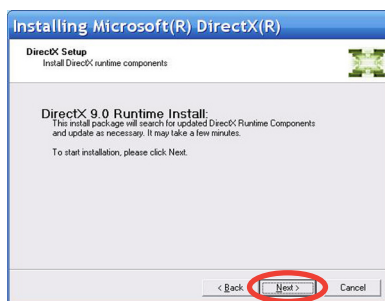 Installing Microsoft(R) DirectX(R)
DirectX Setup
Install DirectX runtime components
DirectX 9.0 Runtime Install:
This install package will search for updated DirectX Runtime Components
and update as necessary. It may take a few minutes.
To start installation, please click Next.
< Back
Next >
Cancel